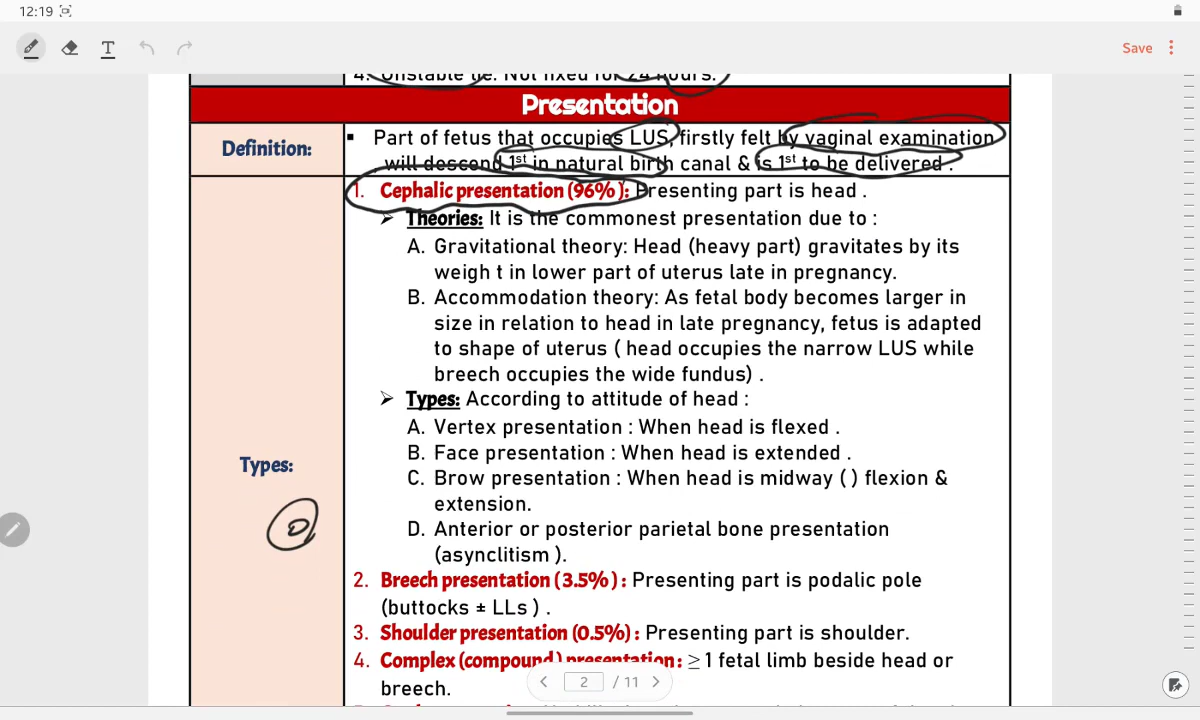 12:19
T
Save
4. Unstable lie: Not fixed for 24 hours.
Presentation
Definition:
▪ Part of fetus that occupies LUS, firstly felt by vaginal examination
, will descend 1st in natural birth canal & is 1st to be delivered .
Types:
1. Cephalic presentation (96% ): Presenting part is head .
➢ Theories: It is the commonest presentation due to :
A. Gravitational theory: Head (heavy part) gravitates by its
weigh t in lower part of uterus late in pregnancy.
B. Accommodation theory: As fetal body becomes larger in
size in relation to head in late pregnancy, fetus is adapted
to shape of uterus ( head occupies the narrow LUS while
breech occupies the wide fundus) .
➢ Types: According to attitude of head :
A. Vertex presentation : When head is flexed .
B. Face presentation : When head is extended .
C. Brow presentation : When head is midway ( ) flexion &
extension.
D. Anterior or posterior parietal bone presentation
(asynclitism ).
2. Breech presentation (3.5% ) : Presenting part is podalic pole
(buttocks ± LLs ) .
3. Shoulder presentation (0.5%) : Presenting part is shoulder.
4. Complex (compound ) presentation : ≥ 1 fetal limb beside head or
breech.
2 / 11